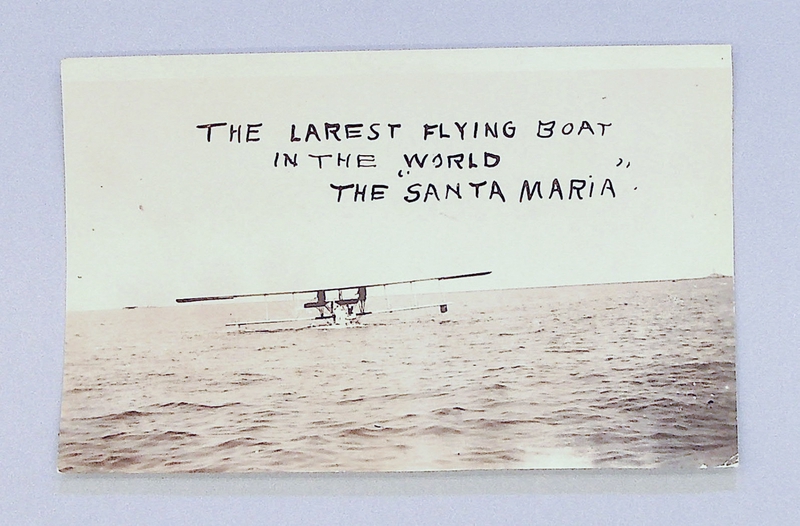 THE LAREST FLYING BOAT
IN THE WORLD
THE "SANTA MARIA".